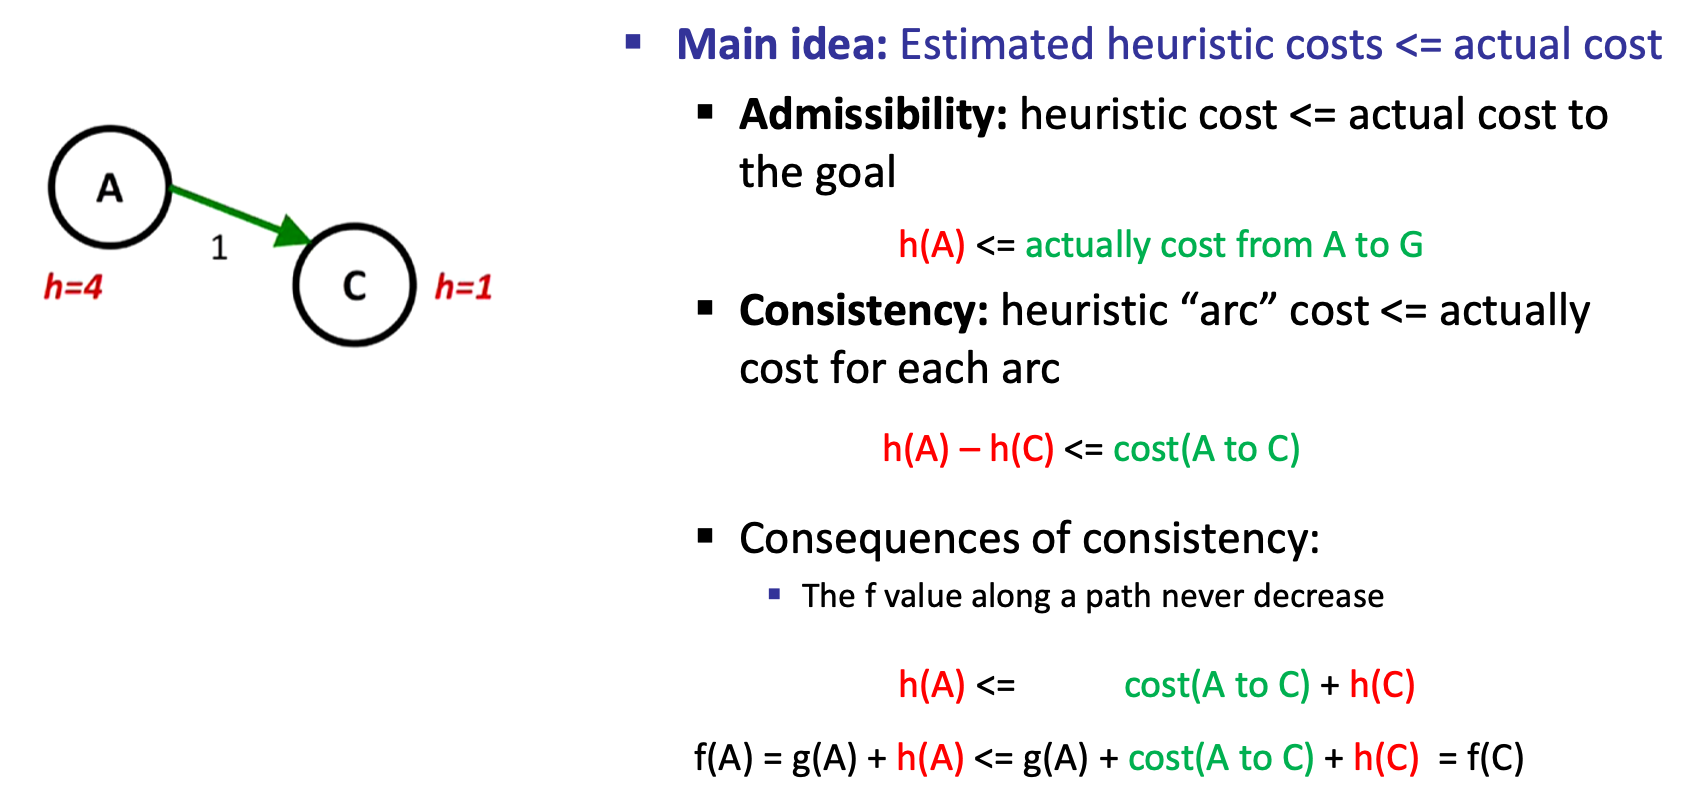 Main idea: Estimated heuristic costs <= actual cost
Admissibility: heuristic cost <= actual cost to
the goal
h(A) <= actually cost from A to G
Consistency: heuristic “arc” cost <= actually
cost for each arc
h(A) – h(C) <= cost(A to C)
Consequences of consistency:
The f value along a path never decrease
h(A) <= cost(A to C) + h(C)
f(A) = g(A) + h(A) <= g(A) + cost(A to C) + h(C) = f(C)
A
1
h=4
C
h=1